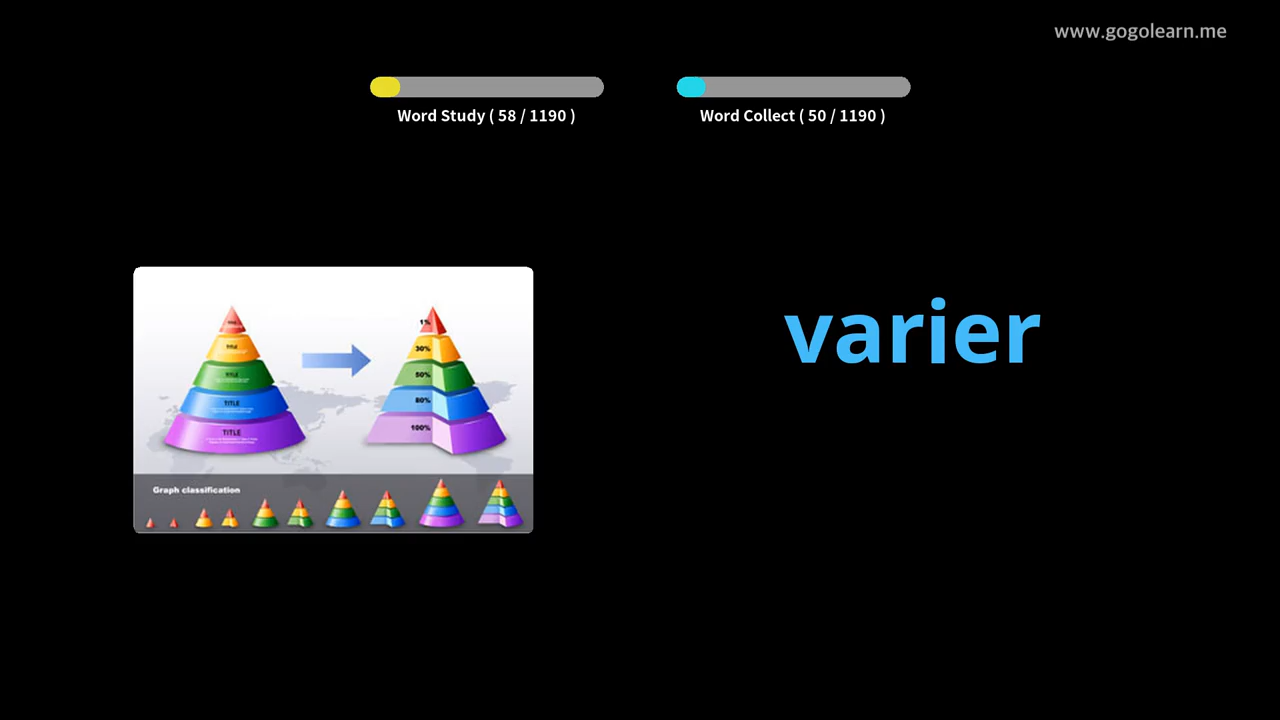 www.gogolearn.me
Word Study ( 58 / 1190 )
Word Collect ( 50 / 1190 )
varier
TITLE
TITLE
TITLE
1%
30%
50%
80%
100%
Graph classification